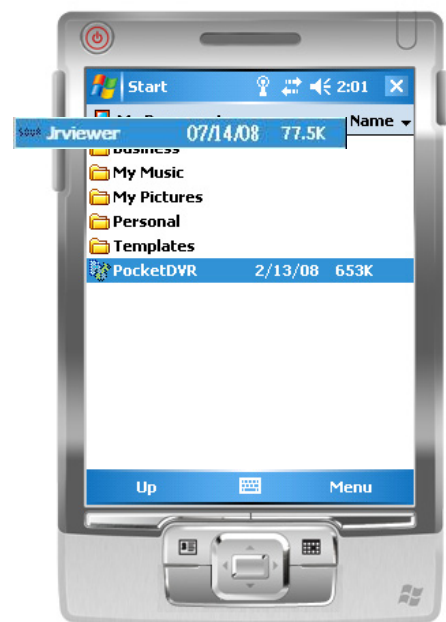 Start 2:01
Name
Jrviewer 07/14/08 77.5K
Business
My Music
My Pictures
Personal
Templates
PocketDVR 2/13/08 653K
Up Menu